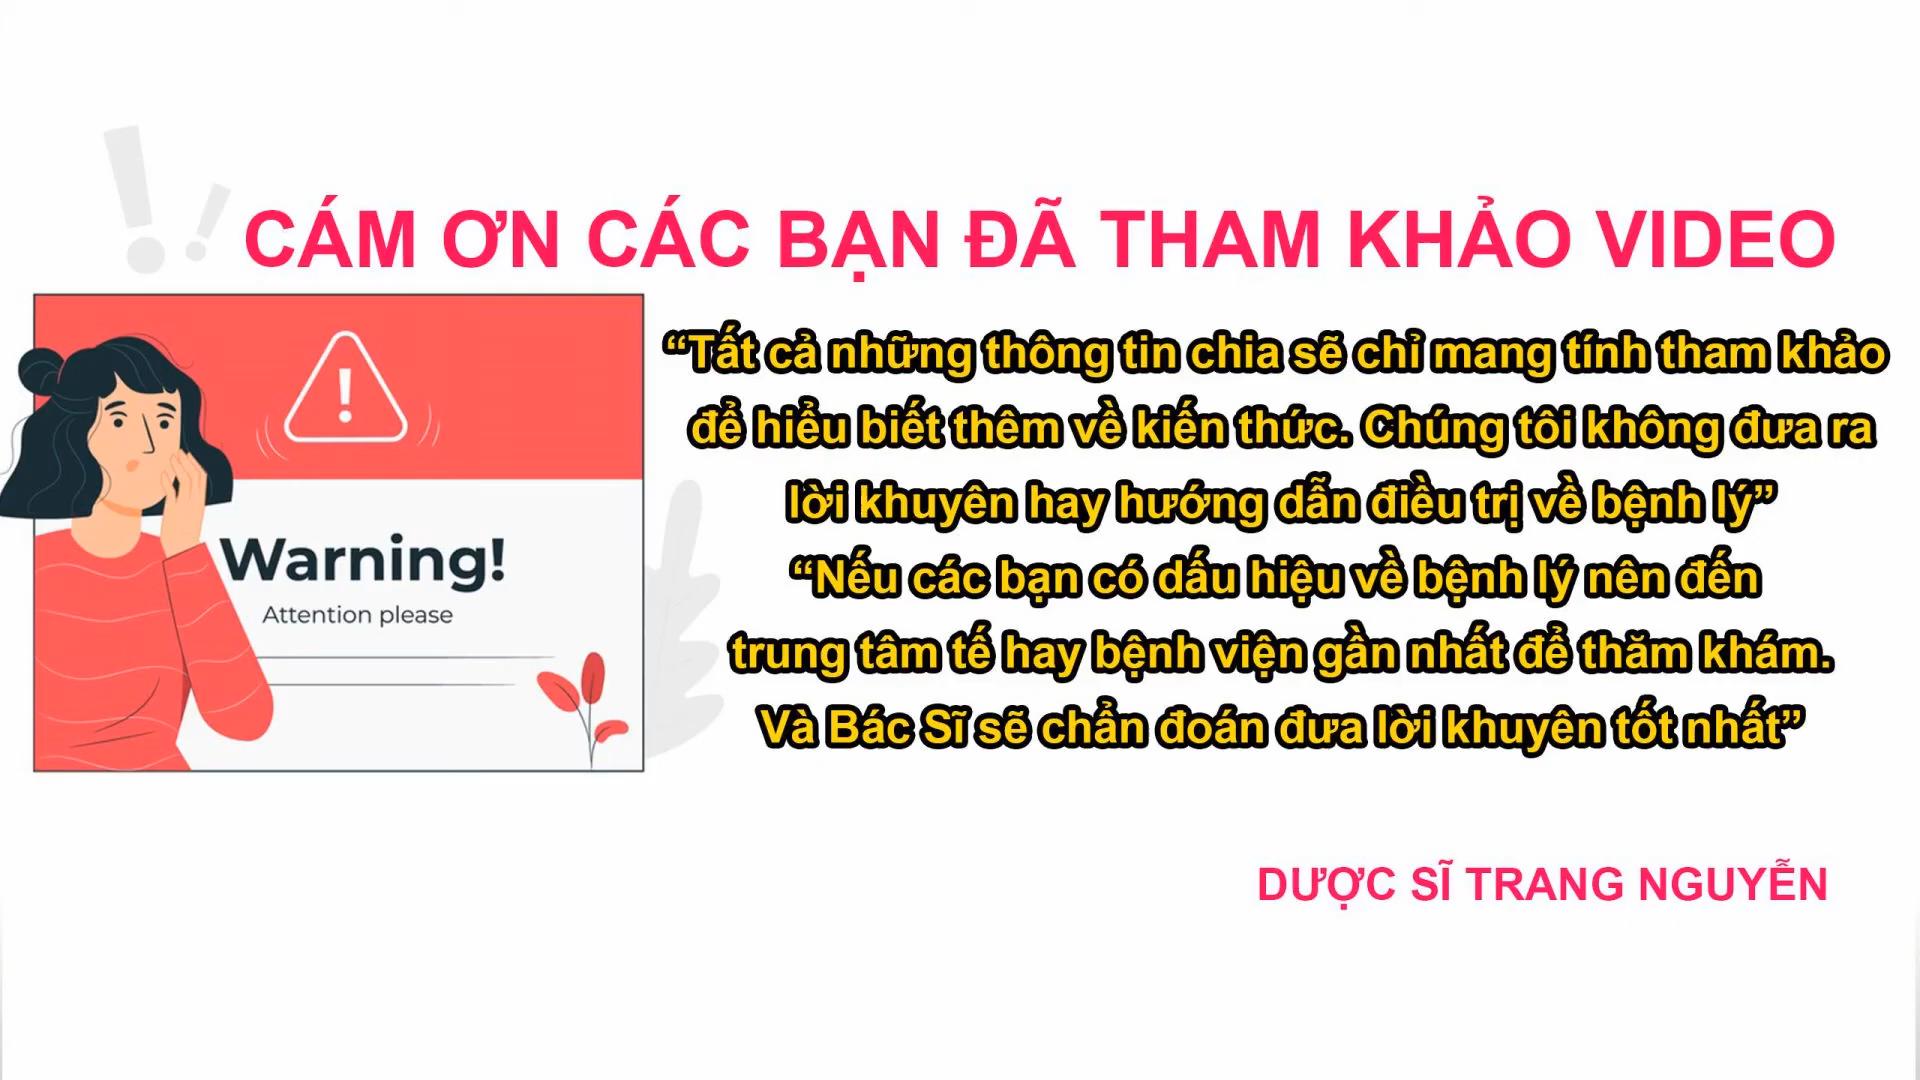 CÁM ƠN CÁC BẠN ĐÃ THAM KHẢO VIDEO
“Tất cả những thông tin chia sẽ chỉ mang tính tham khảo
để hiểu biết thêm về kiến thức. Chúng tôi không đưa ra
lời khuyên hay hướng dẫn điều trị về bệnh lý”
“Nếu các bạn có dấu hiệu về bệnh lý nên đến
trung tâm tế hay bệnh viện gần nhất để thăm khám.
Và Bác Sĩ sẽ chẩn đoán đưa lời khuyên tốt nhất”
Warning!
Attention please
DƯỢC SĨ TRANG NGUYỄN